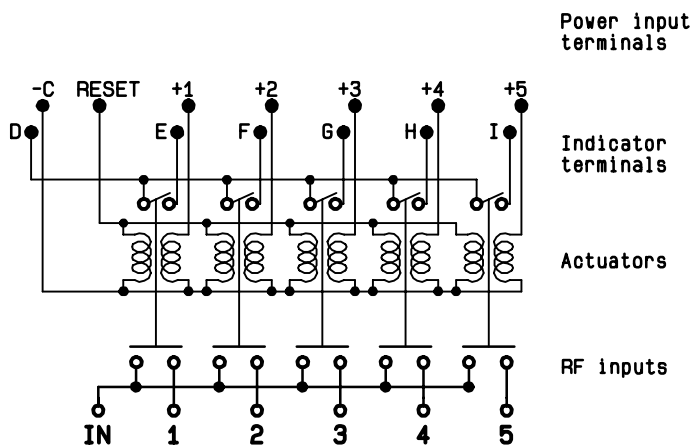 Power input
terminals
-C RESET +1 +2 +3 +4 +5
D E F G H I
Indicator
terminals
Actuators
RF inputs
IN 1 2 3 4 5